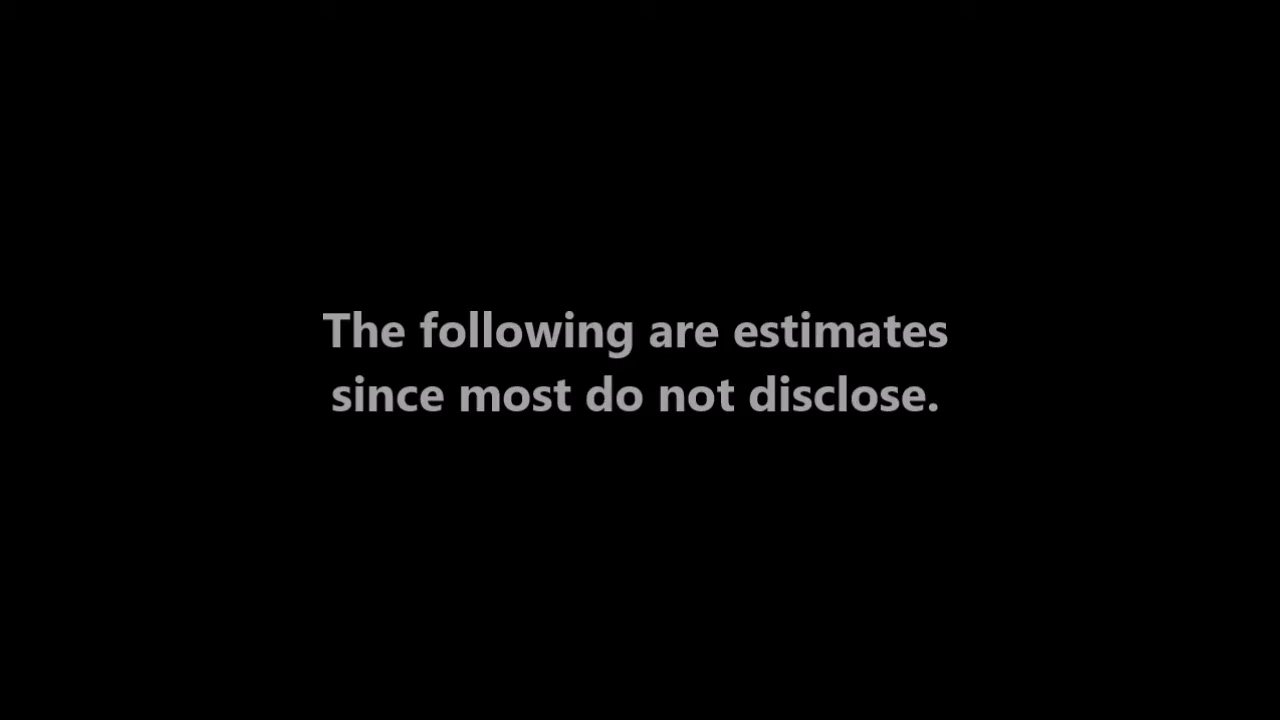 The following are estimates
since most do not disclose.